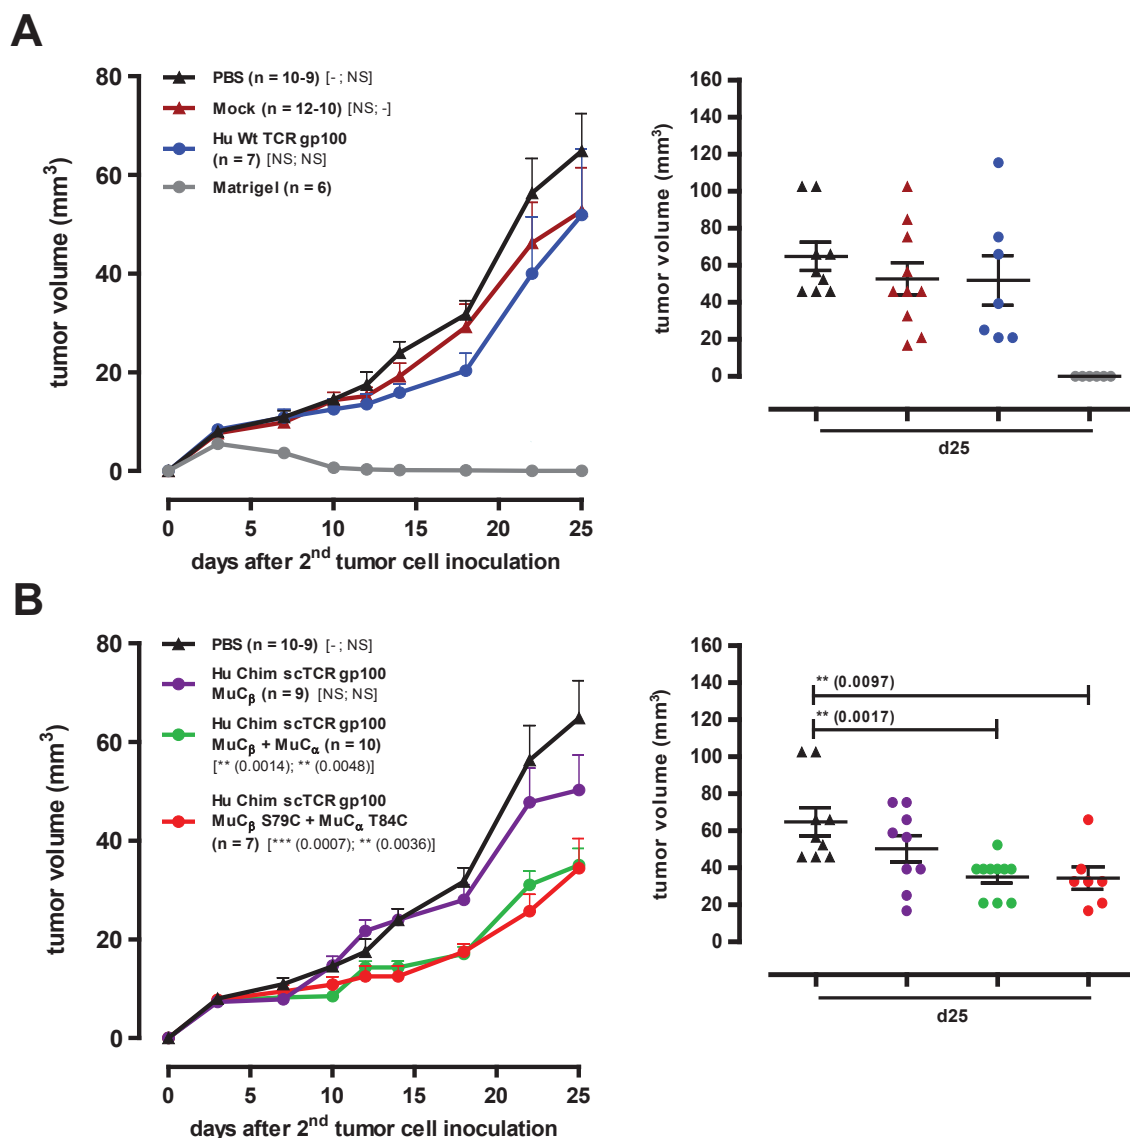 A
PBS (n = 10-9) [- ; NS]
Mock (n = 12-10) [NS; -]
Hu Wt TCR gp100
(n = 7) [NS; NS]
Matrigel (n = 6)
tumor volume (mm³)
80
60
40
20
0
0 5 10 15 20 25
days after 2ⁿᵈ tumor cell inoculation
tumor volume (mm³)
160
140
120
100
80
60
40
20
0
d25
B
PBS (n = 10-9) [- ; NS]
Hu Chim scTCR gp100
MuCβ (n = 9) [NS; NS]
Hu Chim scTCR gp100
MuCβ + MuCα (n = 10)
[** (0.0014); ** (0.0048)]
Hu Chim scTCR gp100
MuCβ S79C + MuCα T84C
(n = 7) [*** (0.0007); ** (0.0036)]
tumor volume (mm³)
80
60
40
20
0
0 5 10 15 20 25
days after 2ⁿᵈ tumor cell inoculation
tumor volume (mm³)
160
140
120
100
80
60
40
20
0
** (0.0097)
** (0.0017)
d25